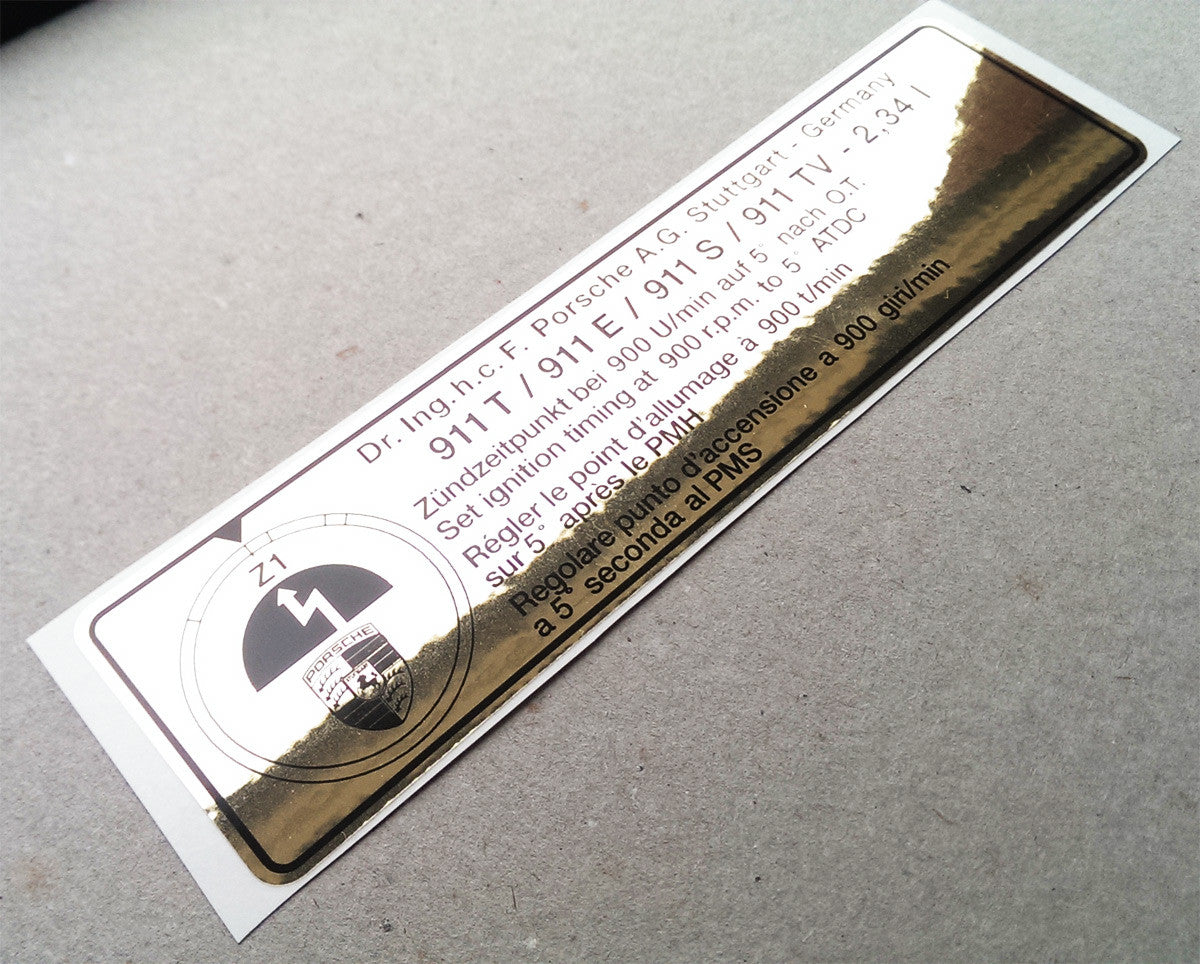 Dr. Ing.h.c. F. Porsche A.G. Stuttgart - Germany
911 T / 911 E / 911 S / 911 TV - 2,34 l
Zündzeitpunkt bei 900 U/min auf 5° nach O.T.
Set ignition timing at 900 r.p.m. to 5° ATDC
Régler le point d'allumage à 900 t/min
sur 5° après le PMH
Regolare punto d'accensione a 900 giri/min
a 5° seconda al PMS
Z1
PORSCHE